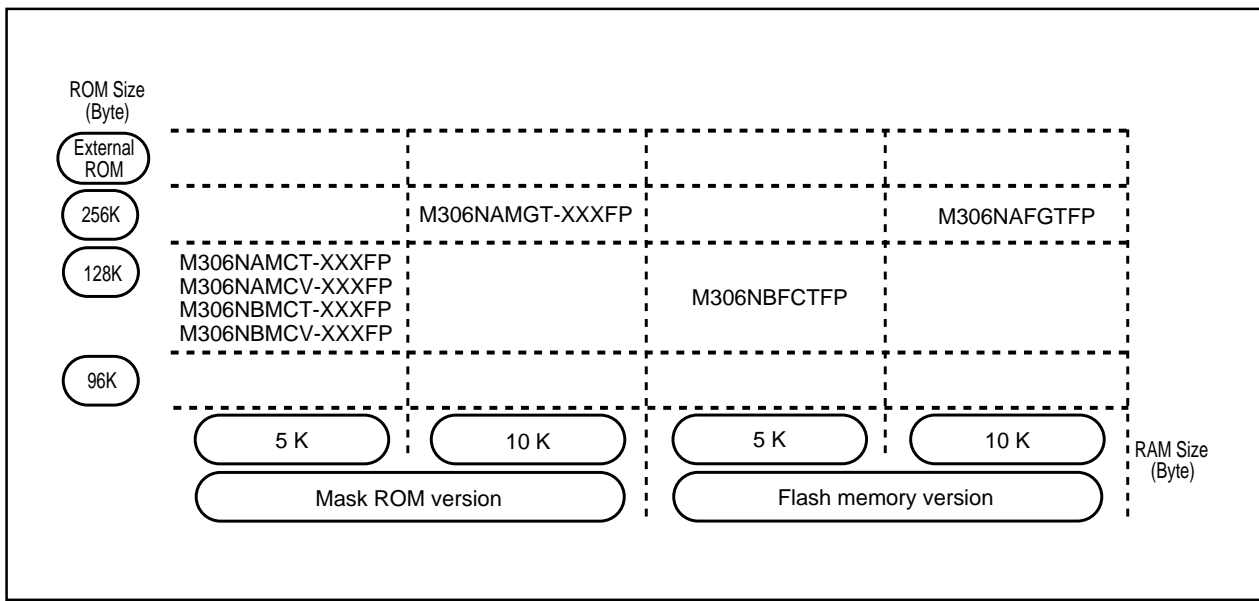 ROM Size
(Byte)
External
ROM
256K
M306NAMGT-XXXFP
M306NAFGTFP
128K
M306NAMCT-XXXFP
M306NAMCV-XXXFP
M306NBMCT-XXXFP
M306NBMCV-XXXFP
M306NBFCTFP
96K
5 K
10 K
5 K
10 K
RAM Size
(Byte)
Mask ROM version
Flash memory version